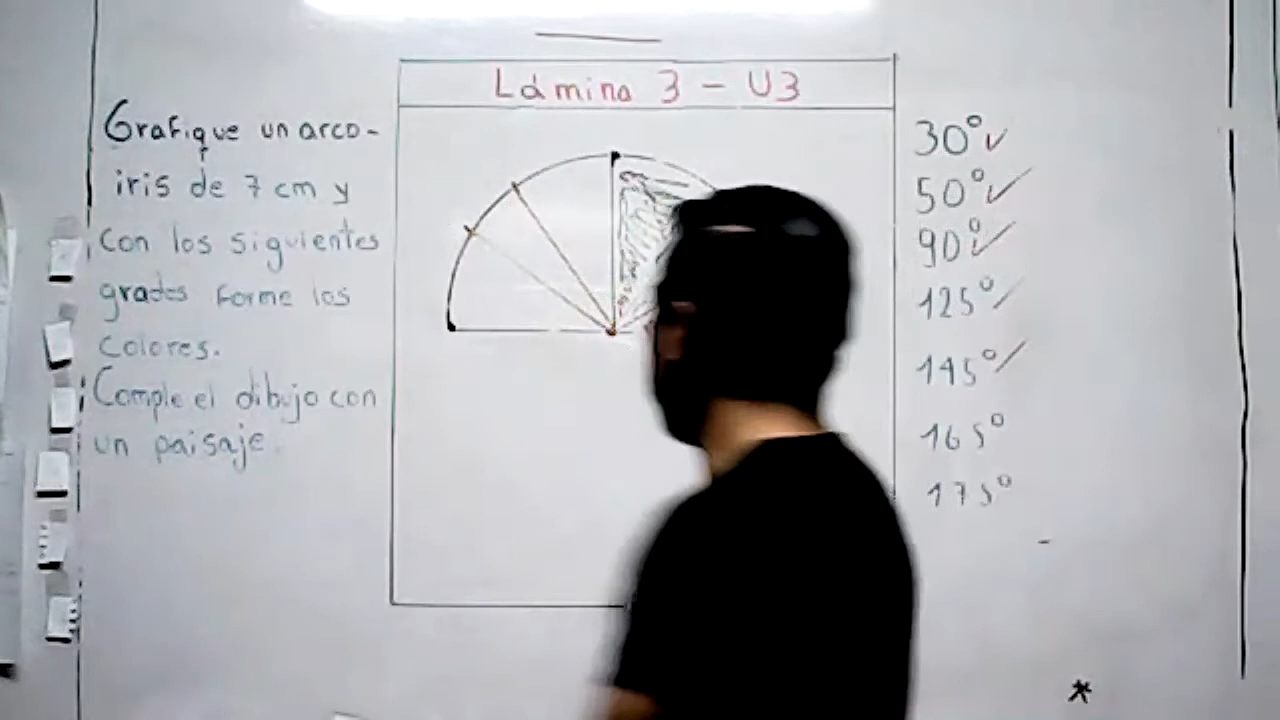 Lámina 3 - U3
Grafique un arco-
iris de 7 cm y
con los siguientes
grados forme los
colores.
Comple el dibujo con
un paisaje.
30° ✓
50° ✓
90° ✓
125° ✓
145° ✓
165°
175°
*